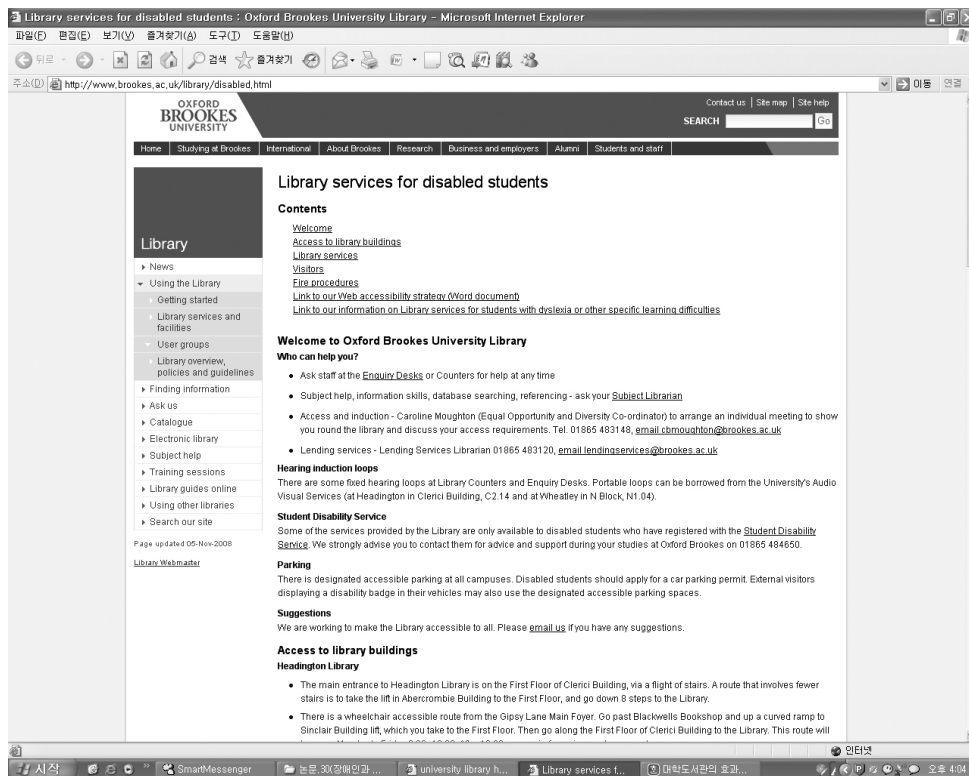 Library services for disabled students : Oxford Brookes University Library - Microsoft Internet Explorer
파일(F) 편집(E) 보기(V) 즐겨찾기(A) 도구(T) 도움말(H)
뒤로 검색 즐겨찾기
주소(D) http://www.brookes.ac.uk/library/disabled.html 이동 연결
OXFORD
BROOKES
UNIVERSITY
Contact us | Site map | Site help
SEARCH Go
Home Studying at Brookes International About Brookes Research Business and employers Alumni Students and staff
Library
News
Using the Library
Getting started
Library services and
facilities
User groups
Library overview,
policies and guidelines
Finding information
Ask us
Catalogue
Electronic library
Subject help
Training sessions
Library guides online
Using other libraries
Search our site
Page updated 05-Nov-2008
Library Webmaster
Library services for disabled students
Contents
Welcome
Access to library buildings
Library services
Visitors
Fire procedures
Link to our Web accessibility strategy (Word document)
Link to our information on Library services for students with dyslexia or other specific learning difficulties
Welcome to Oxford Brookes University Library
Who can help you?
• Ask staff at the Enquiry Desks or Counters for help at any time
• Subject help, information skills, database searching, referencing - ask your Subject Librarian
• Access and induction - Caroline Moughton (Equal Opportunity and Diversity Co-ordinator) to arrange an individual meeting to show
you round the library and discuss your access requirements. Tel. 01865 483148, email cbmoughton@brookes.ac.uk
• Lending services - Lending Services Librarian 01865 483120, email lendingservices@brookes.ac.uk
Hearing induction loops
There are some fixed hearing loops at Library Counters and Enquiry Desks. Portable loops can be borrowed from the University's Audio
Visual Services (at Headington in Clerici Building, C2.14 and at Wheatley in N Block, N1.04).
Student Disability Service
Some of the services provided by the Library are only available to disabled students who have registered with the Student Disability
Service. We strongly advise you to contact them for advice and support during your studies at Oxford Brookes on 01865 484650.
Parking
There is designated accessible parking at all campuses. Disabled students should apply for a car parking permit. External visitors
displaying a disability badge in their vehicles may also use the designated accessible parking spaces.
Suggestions
We are working to make the Library accessible to all. Please email us if you have any suggestions.
Access to library buildings
Headington Library
• The main entrance to Headington Library is on the First Floor of Clerici Building, via a flight of stairs. A route that involves fewer
stairs is to take the lift in Abercrombie Building to the First Floor, and go down 8 steps to the Library.
• There is a wheelchair accessible route from the Gipsy Lane Main Foyer. Go past Blackwells Bookshop and up a curved ramp to
Sinclair Building lift, which you take to the First Floor. Then go along the First Floor of Clerici Building to the Library. This route will
인터넷
시작 SmartMessenger 논문,30(장애인과 ... university library h... Library services f... 대학도서관의 효과... 오후 4:04